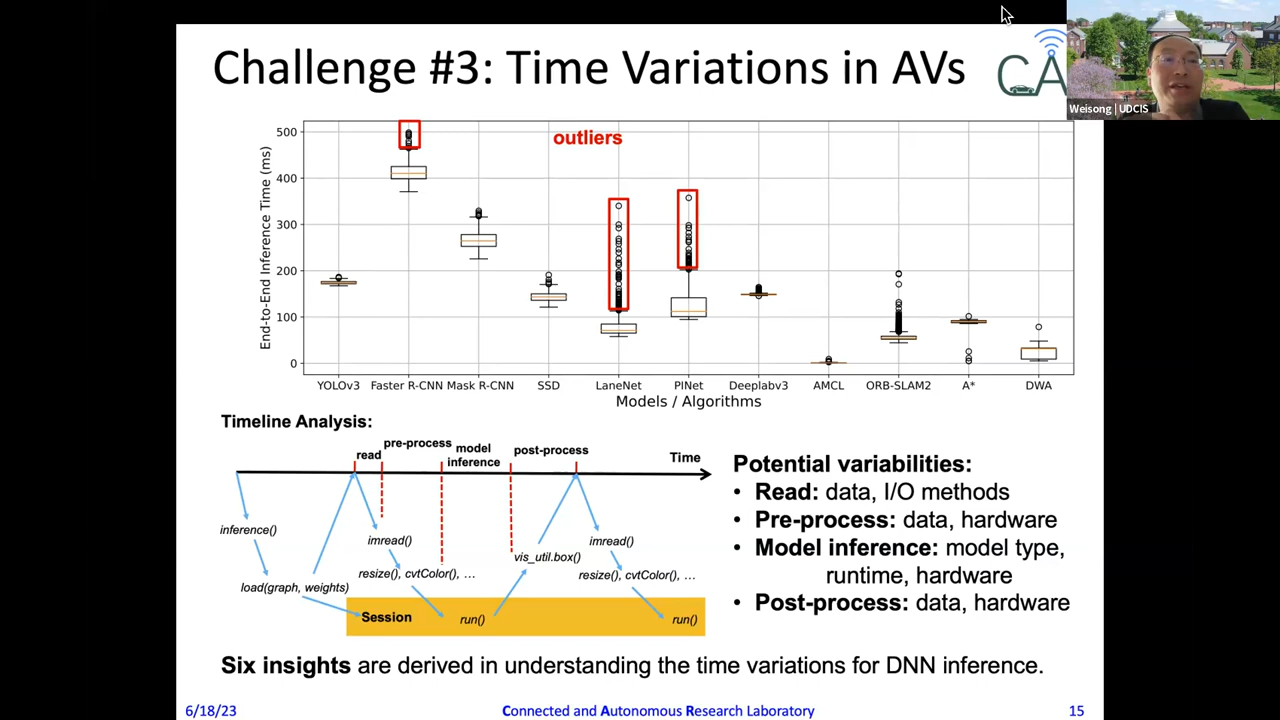 Challenge #3: Time Variations in AVs
CA
Weisong | UDCIS
outliers
End-to-End Inference Time (ms)
500
400
300
200
100
0
YOLOv3 Faster R-CNN Mask R-CNN SSD LaneNet PINet Deeplabv3 AMCL ORB-SLAM2 A* DWA
Models / Algorithms
Timeline Analysis:
read
pre-process
model
inference
post-process
Time
inference()
load(graph, weights)
imread()
resize(), cvtColor(), ...
vis_util.box()
imread()
resize(), cvtColor(), ...
Session
run()
run()
Potential variabilities:
• Read: data, I/O methods
• Pre-process: data, hardware
• Model inference: model type,
runtime, hardware
• Post-process: data, hardware
Six insights are derived in understanding the time variations for DNN inference.
6/18/23
Connected and Autonomous Research Laboratory
15